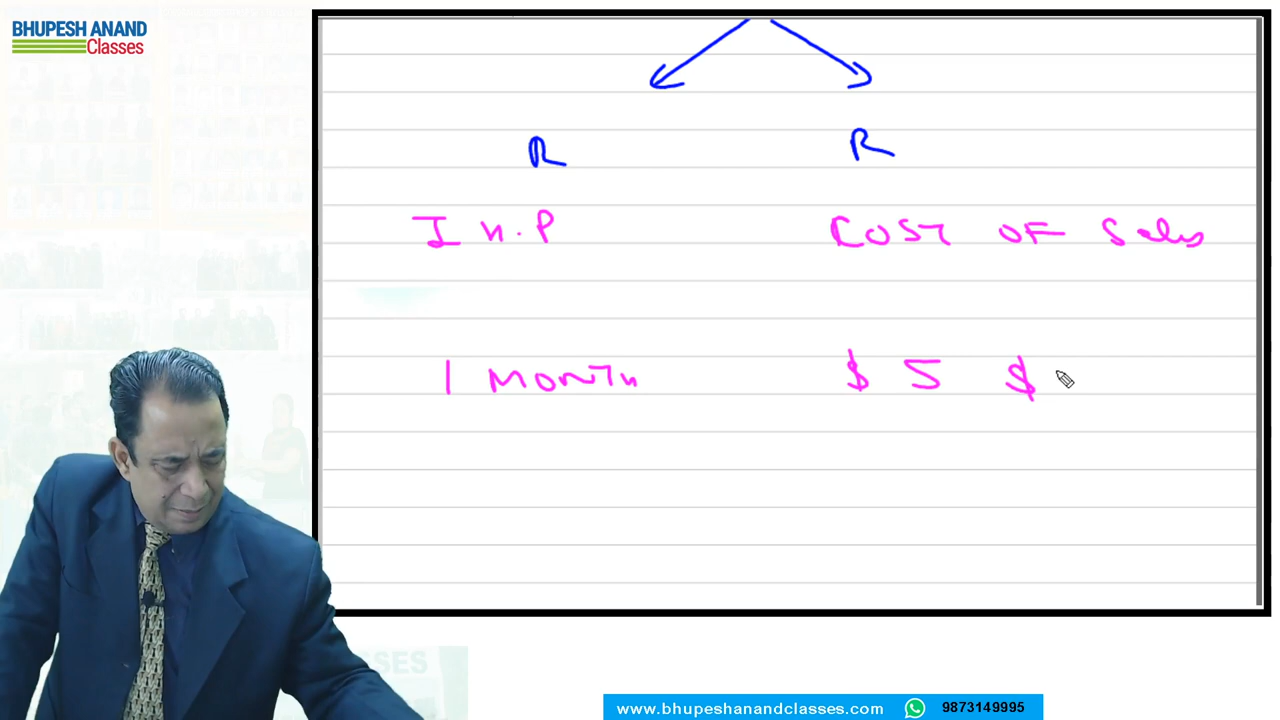 BHUPESH ANAND
Classes
R R
I n.P COST OF Sales
1 MONTh $ 5 $
www.bhupeshanandclasses.com 9873149995